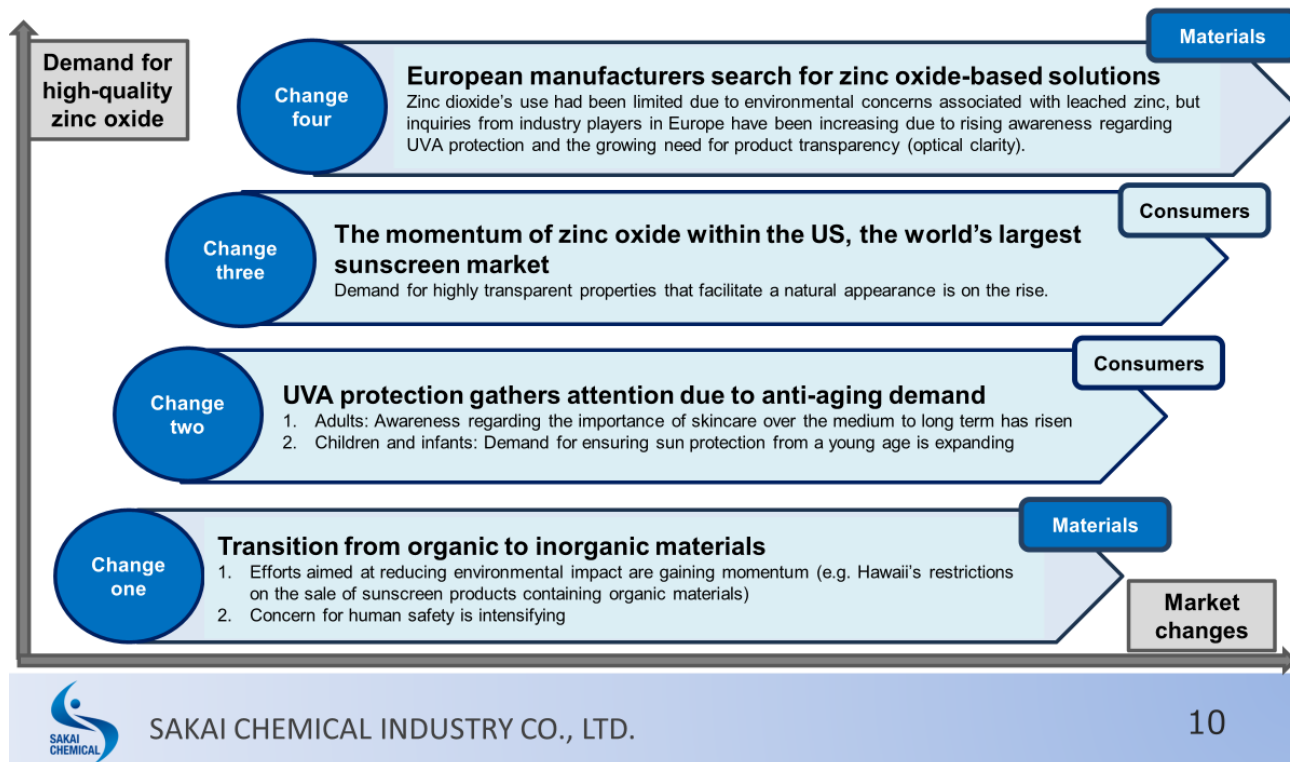 Demand for
high-quality
zinc oxide
Materials
Change
four
European manufacturers search for zinc oxide-based solutions
Zinc dioxide's use had been limited due to environmental concerns associated with leached zinc, but
inquiries from industry players in Europe have been increasing due to rising awareness regarding
UVA protection and the growing need for product transparency (optical clarity).
Consumers
Change
three
The momentum of zinc oxide within the US, the world's largest
sunscreen market
Demand for highly transparent properties that facilitate a natural appearance is on the rise.
Consumers
Change
two
UVA protection gathers attention due to anti-aging demand
1. Adults: Awareness regarding the importance of skincare over the medium to long term has risen
2. Children and infants: Demand for ensuring sun protection from a young age is expanding
Materials
Change
one
Transition from organic to inorganic materials
1. Efforts aimed at reducing environmental impact are gaining momentum (e.g. Hawaii's restrictions
on the sale of sunscreen products containing organic materials)
2. Concern for human safety is intensifying
Market
changes
SAKAI
CHEMICAL
SAKAI CHEMICAL INDUSTRY CO., LTD.
10